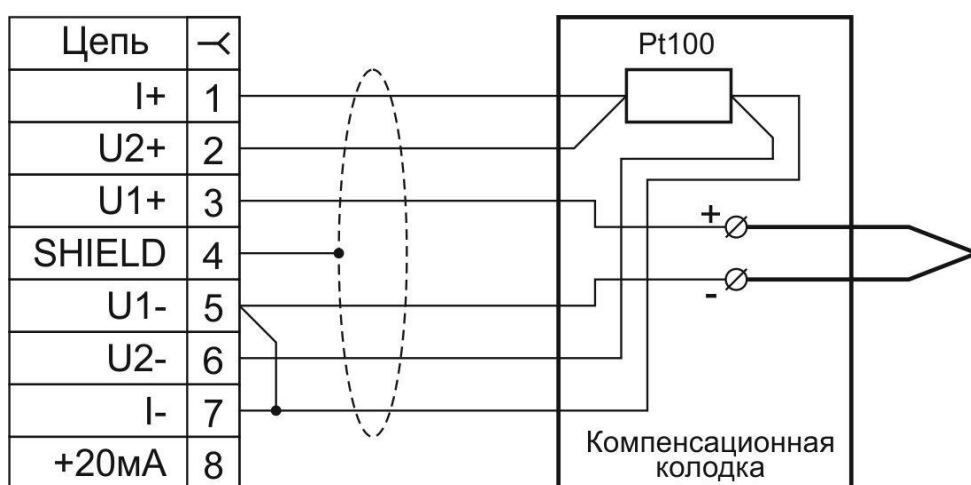 Цепь
I+ 1
U2+ 2
U1+ 3
SHIELD 4
U1- 5
U2- 6
I- 7
+20мА 8
Pt100
+
-
Компенсационная
колодка